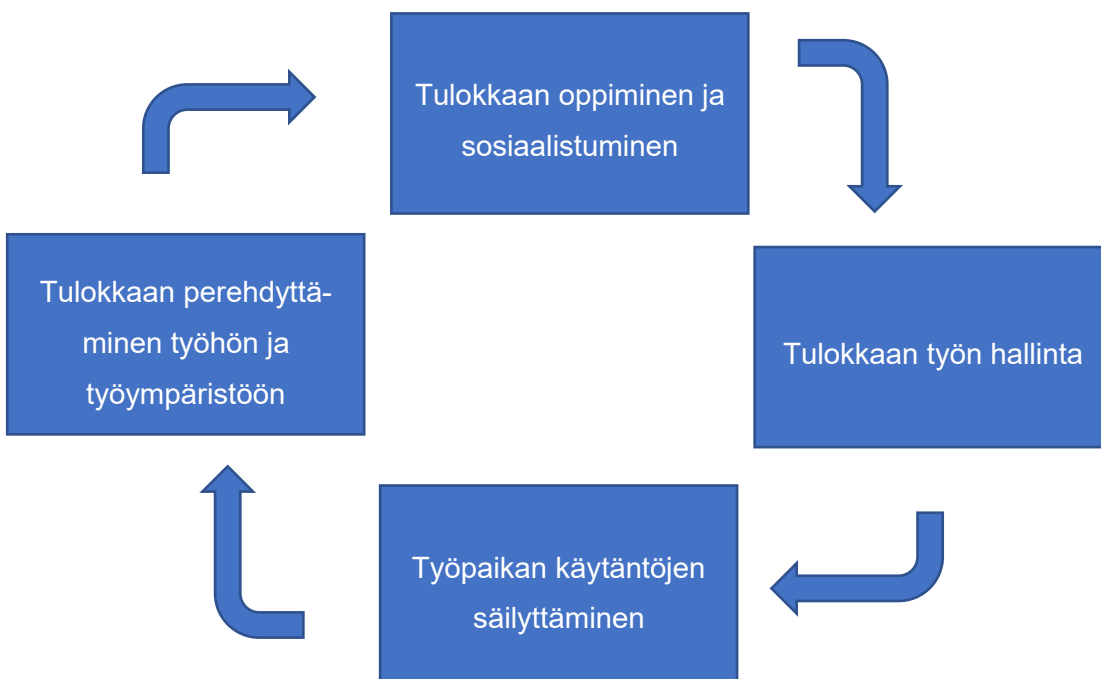 Tulokkaan oppiminen ja
sosiaalistuminen
Tulokkaan perehdyttä-
minen työhön ja
työympäristöön
Tulokkaan työn hallinta
Työpaikan käytäntöjen
säilyttäminen